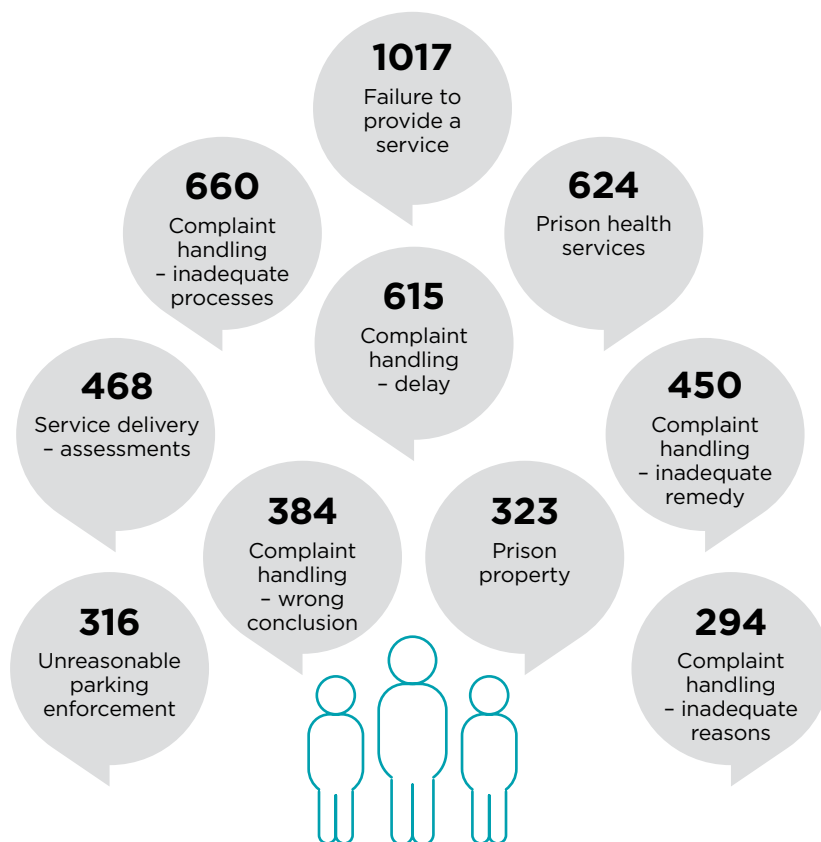 1017
Failure to
provide a
service
660
Complaint
handling
– inadequate
processes
624
Prison health
services
615
Complaint
handling
– delay
468
Service delivery
– assessments
450
Complaint
handling
– inadequate
remedy
384
Complaint
handling
– wrong
conclusion
323
Prison
property
316
Unreasonable
parking
enforcement
294
Complaint
handling
– inadequate
reasons